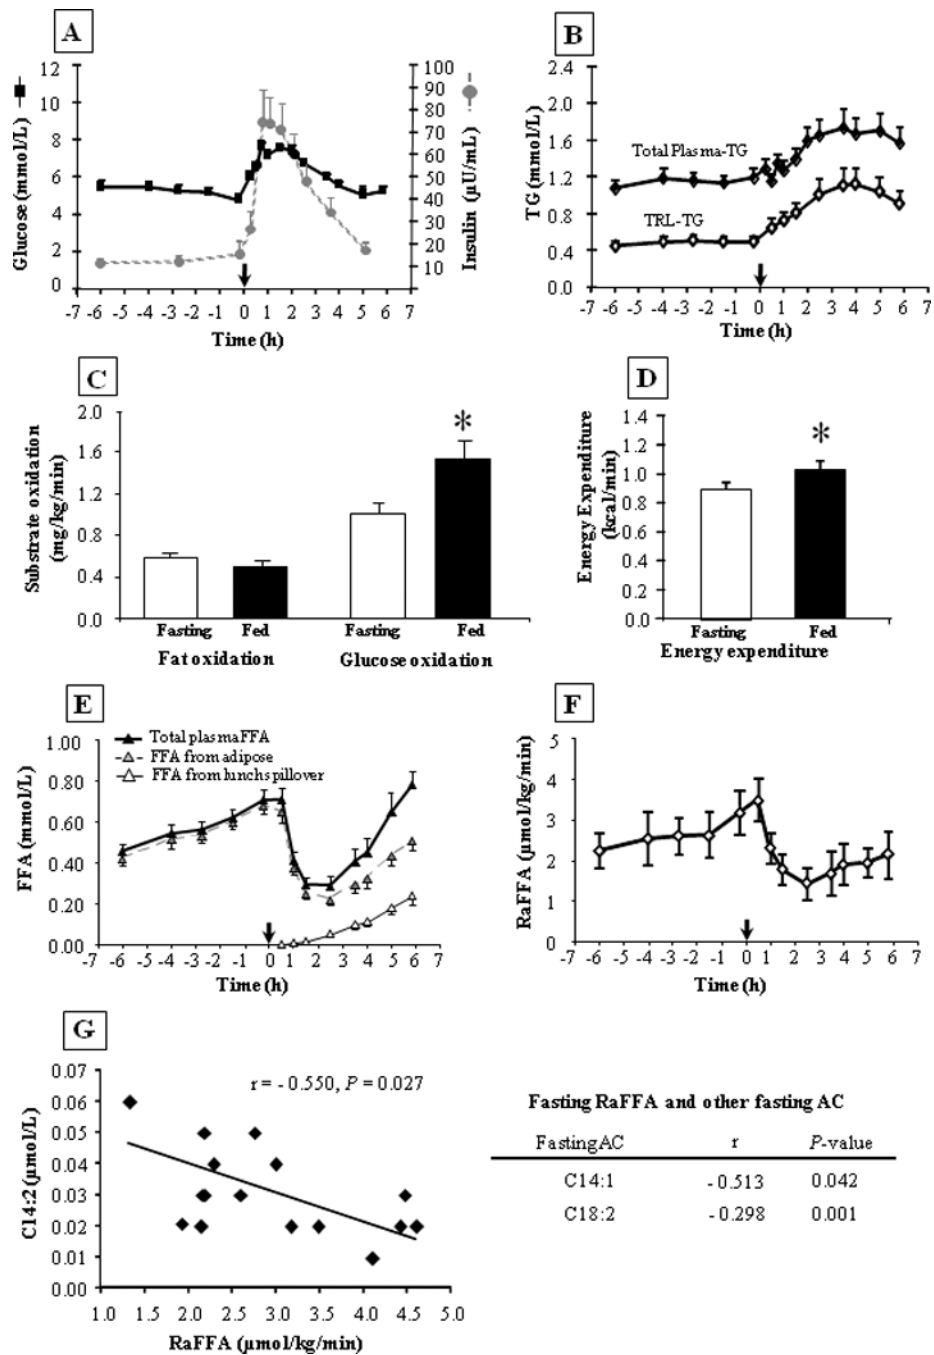 A
Glucose (mmol/L)
12
10
8
6
4
2
0
100
90
80
70
60
50
40
30
20
10
Insulin (µU/mL)
-7 -6 -5 -4 -3 -2 -1 0 1 2 3 4 5 6 7
Time (h)
B
TG (mmol/L)
2.4
2.0
1.6
1.2
0.8
0.4
0.0
Total Plasma-TG
TRL-TG
-7 -6 -5 -4 -3 -2 -1 0 1 2 3 4 5 6 7
Time (h)
C
Substrate oxidation
(mg/kg/min)
2.0
1.6
1.2
0.8
0.4
0.0
*
Fasting Fed Fasting Fed
Fat oxidation Glucose oxidation
D
Energy Expenditure
(kcal/min)
1.4
1.2
1.0
0.8
0.6
0.4
0.2
0.0
*
Fasting Fed
Energy expenditure
E
Total plasma FFA
FFA from adipose
FFA from lunch spillover
FFA (mmol/L)
1.00
0.80
0.60
0.40
0.20
0.00
-7 -6 -5 -4 -3 -2 -1 0 1 2 3 4 5 6 7
Time (h)
F
RaFFA (µmol/kg/min)
5
4
3
2
1
0
-7 -6 -5 -4 -3 -2 -1 0 1 2 3 4 5 6 7
Time (h)
G
C14:2 (µmol/L)
0.07
0.06
0.05
0.04
0.03
0.02
0.01
0.00
r = - 0.550, P = 0.027
1.0 1.5 2.0 2.5 3.0 3.5 4.0 4.5 5.0
RaFFA (µmol/kg/min)
Fasting RaFFA and other fasting AC
Fasting AC r P-value
C14:1 - 0.513 0.042
C18:2 - 0.298 0.001